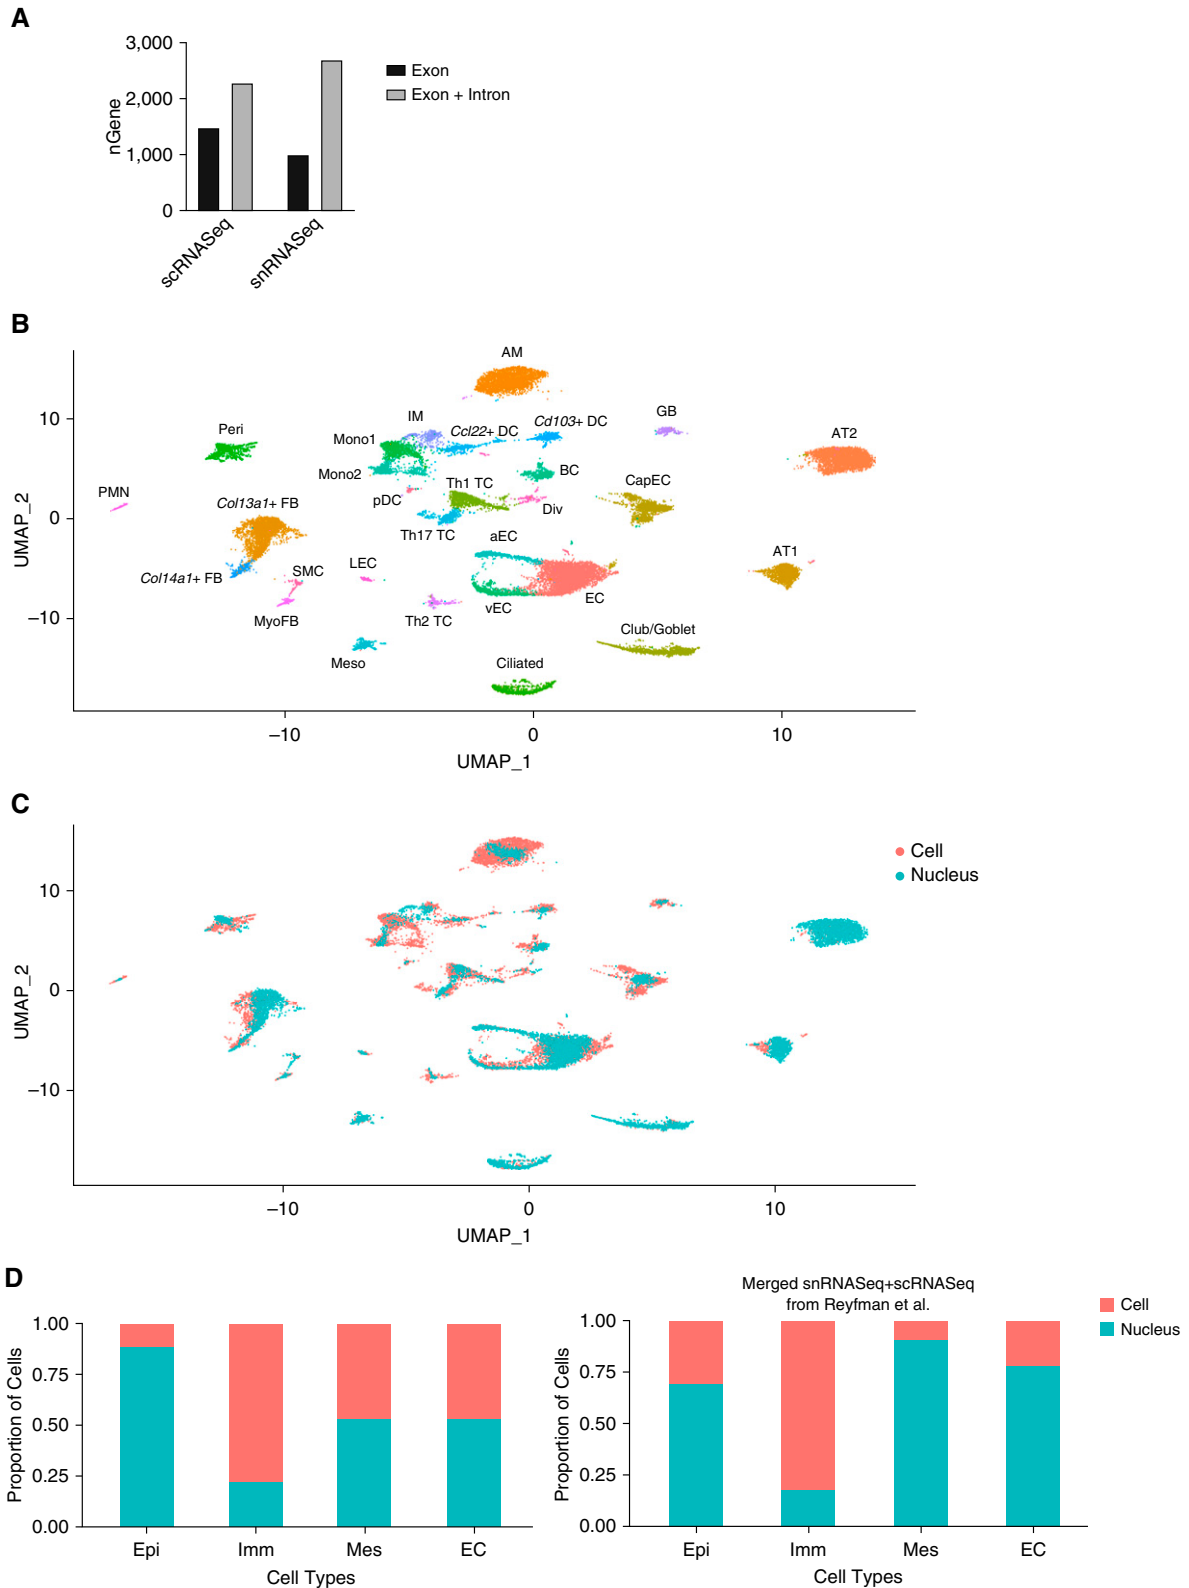 A
3,000
2,000
1,000
0
nGene
scRNASeq
snRNASeq
Exon
Exon + Intron
B
AM
IM
Ccl22+ DC
Cd103+ DC
GB
Peri
Mono1
AT2
Mono2
BC
PMN
pDC
Th1 TC
CapEC
Col13a1+ FB
Div
Th17 TC
aEC
Col14a1+ FB
SMC
LEC
AT1
MyoFB
Th2 TC
vEC
EC
Club/Goblet
Meso
Ciliated
10
0
−10
UMAP_2
−10
0
10
UMAP_1
C
Cell
Nucleus
10
0
−10
UMAP_2
−10
0
10
UMAP_1
D
1.00
0.75
0.50
0.25
0.00
Proportion of Cells
Epi
Imm
Mes
EC
Cell Types
Merged snRNASeq+scRNASeq
from Reyfman et al.
1.00
0.75
0.50
0.25
0.00
Proportion of Cells
Epi
Imm
Mes
EC
Cell Types
Cell
Nucleus